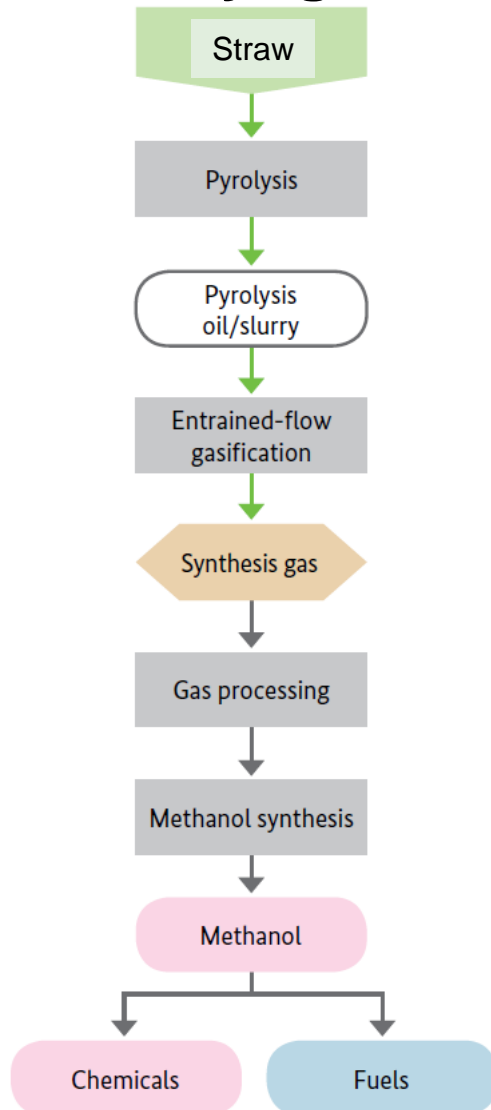 Straw
Pyrolysis
Pyrolysis
oil/slurry
Entrained-flow
gasification
Synthesis gas
Gas processing
Methanol synthesis
Methanol
Chemicals
Fuels